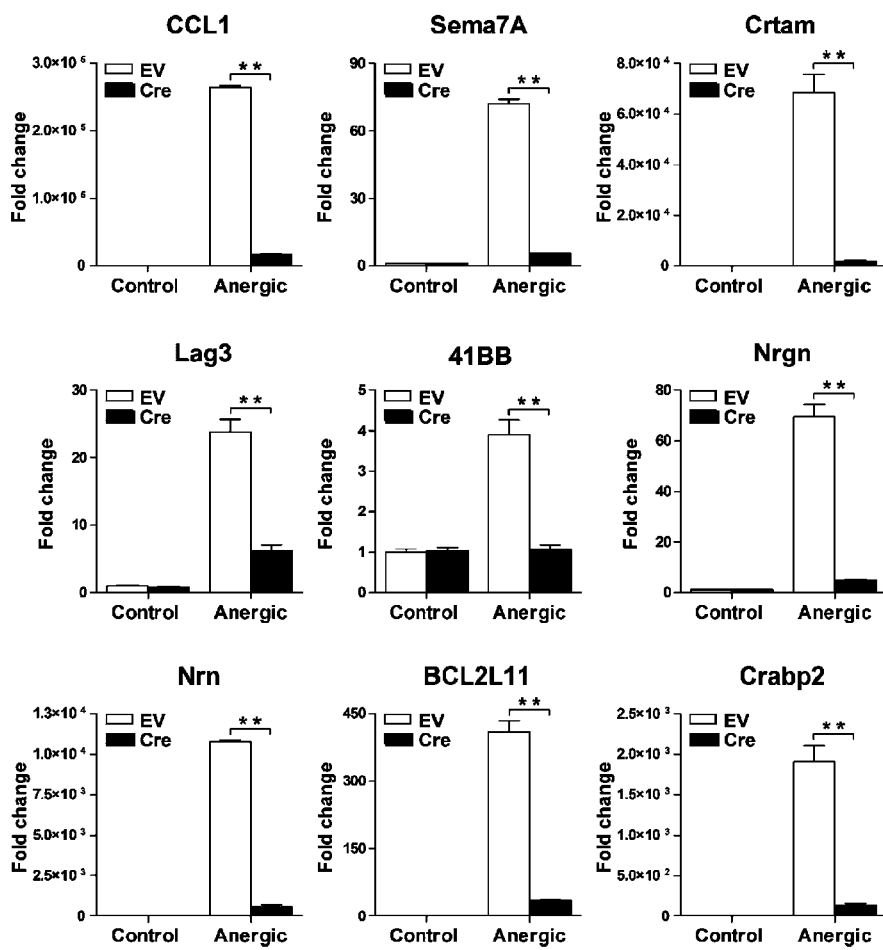 CCL1
Fold change
3.0×10⁵
2.0×10⁵
1.0×10⁵
0
EV
Cre
**
Control Anergic
Sema7A
Fold change
90
60
30
0
EV
Cre
**
Control Anergic
Crtam
Fold change
8.0×10⁴
6.0×10⁴
4.0×10⁴
2.0×10⁴
0
EV
Cre
**
Control Anergic
Lag3
Fold change
30
20
10
0
EV
Cre
**
Control Anergic
41BB
Fold change
5
4
3
2
1
0
EV
Cre
**
Control Anergic
Nrgn
Fold change
80
60
40
20
0
EV
Cre
**
Control Anergic
Nrn
Fold change
1.3×10⁴
1.0×10⁴
7.5×10³
5.0×10³
2.5×10³
0
EV
Cre
**
Control Anergic
BCL2L11
Fold change
450
300
150
0
EV
Cre
**
Control Anergic
Crabp2
Fold change
2.5×10³
2.0×10³
1.5×10³
1.0×10³
5.0×10²
0
EV
Cre
**
Control Anergic